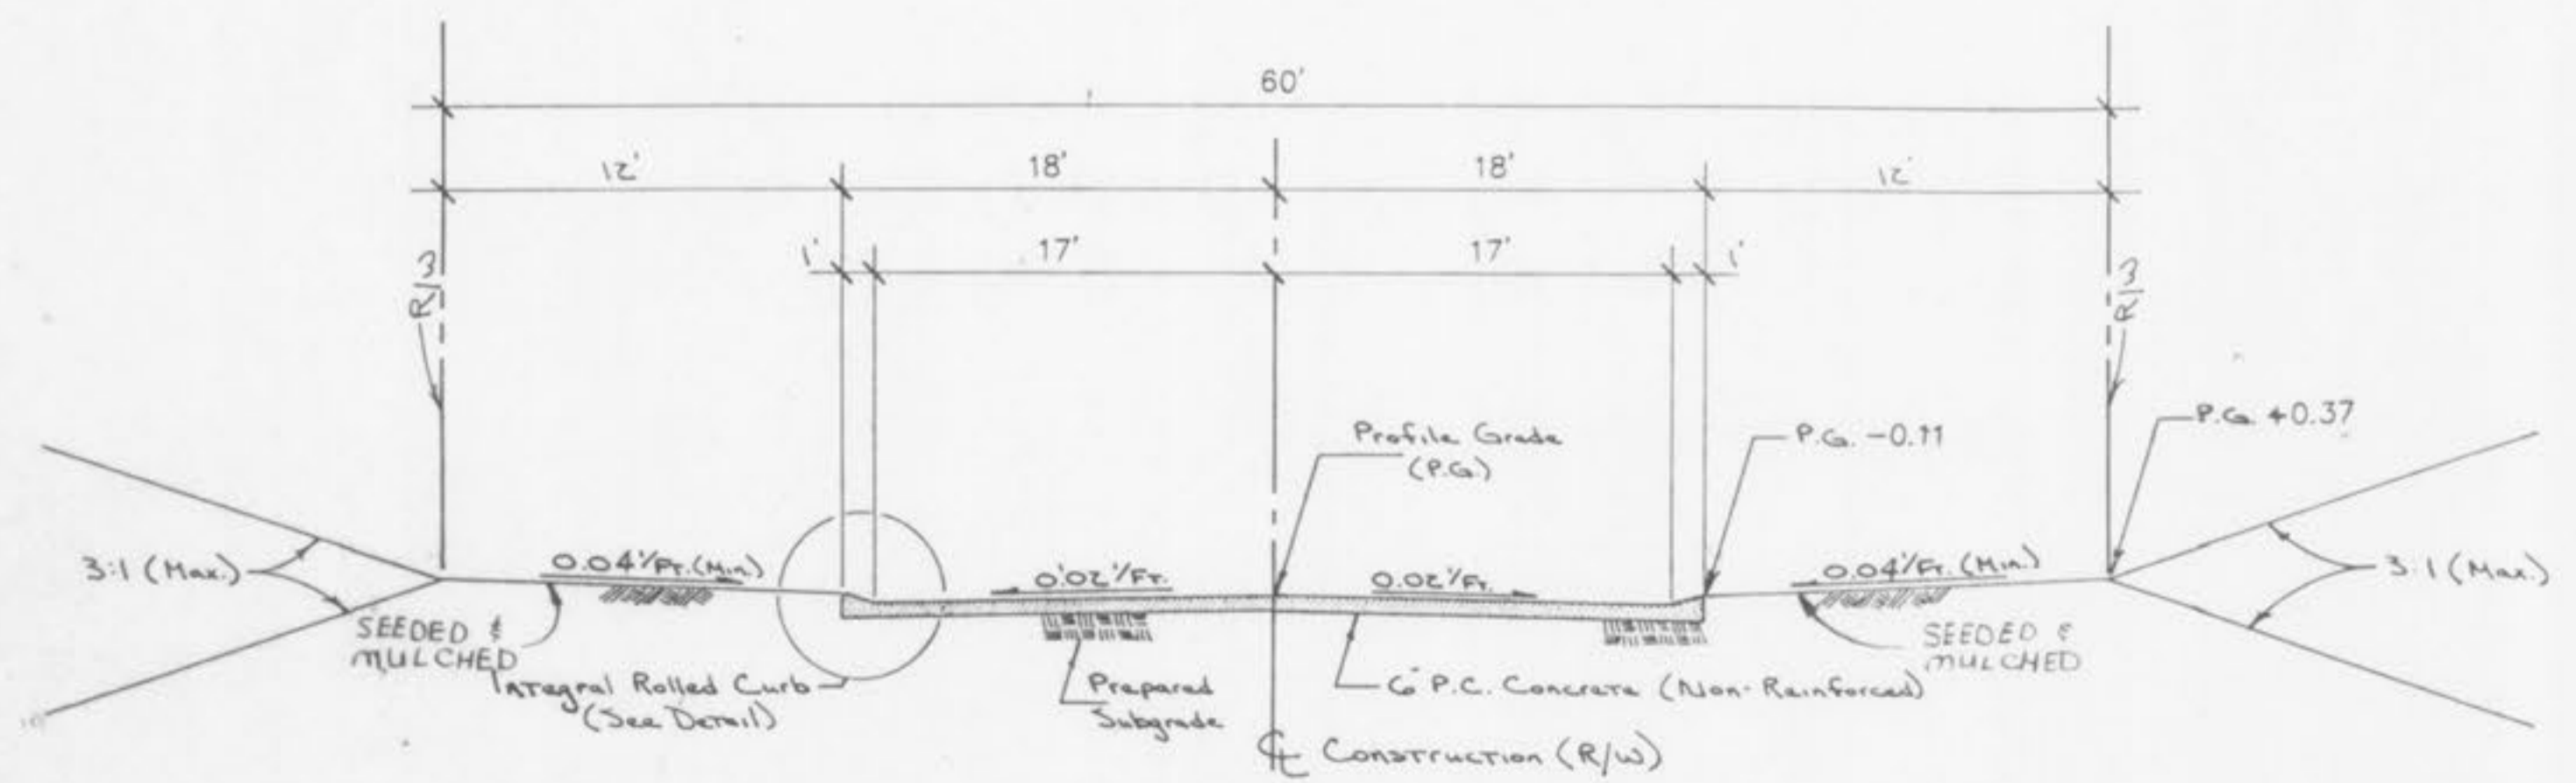 60'
12' 18' 18' 12'
1' 17' 17' 1'
R/W R/W
P.G. +0.37
Profile Grade
(P.G.)
P.G. -0.11
3:1 (Max.) 0.04'/Ft. (Min.) 0.02'/Ft. 0.02'/Ft. 0.04'/Ft. (Min.) 3:1 (Max.)
SEEDED &
MULCHED
SEEDED &
MULCHED
Integral Rolled Curb
(See Detail)
Prepared
Subgrade
6" P.C. Concrete (Non-Reinforced)
℄ Construction (R/W)